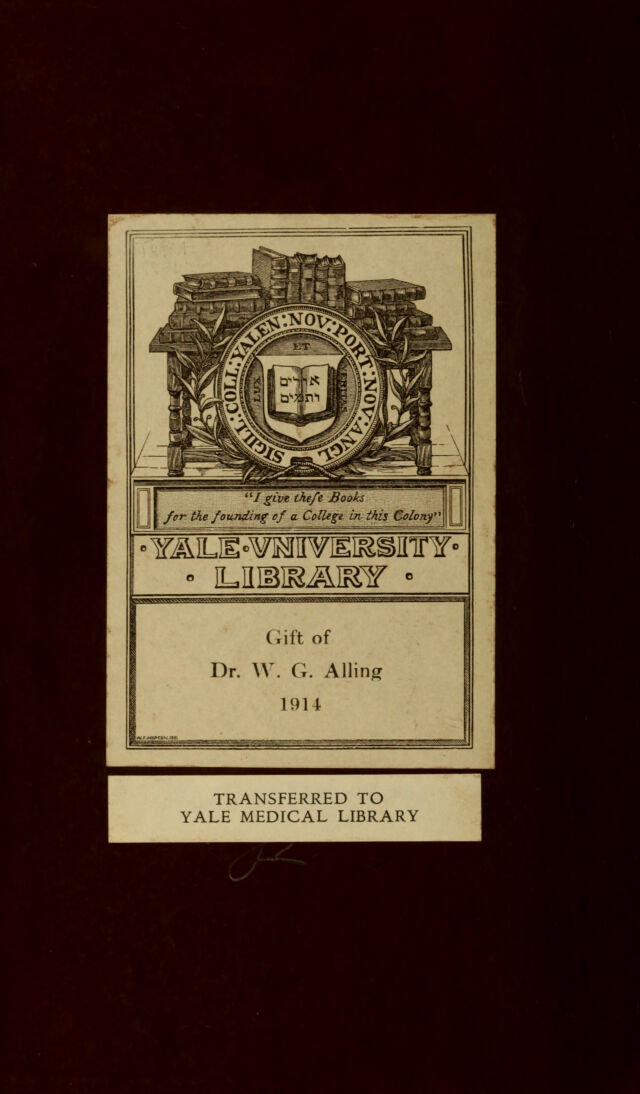 SIGILL:COLL:YALEN:NOV:PORT:NOV:ANGL
LUX
ET
VERITAS
אורים
ותמים
"I give theſe Books
for the founding of a College in this Colony"
·YALE·VNIVERSITY·
· LIBRARY ·
Gift of
Dr. W. G. Alling
1914
TRANSFERRED TO
YALE MEDICAL LIBRARY